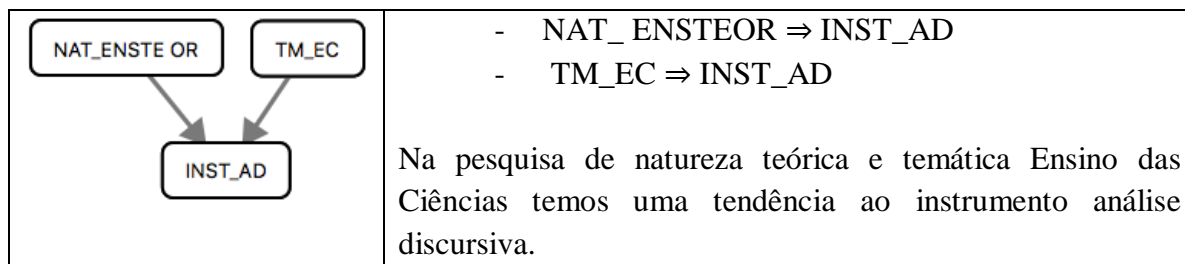 NAT_ENSTE OR
TM_EC
INST_AD
- NAT_ ENSTEOR ⇒ INST_AD
- TM_EC ⇒ INST_AD
Na pesquisa de natureza teórica e temática Ensino das
Ciências temos uma tendência ao instrumento análise
discursiva.